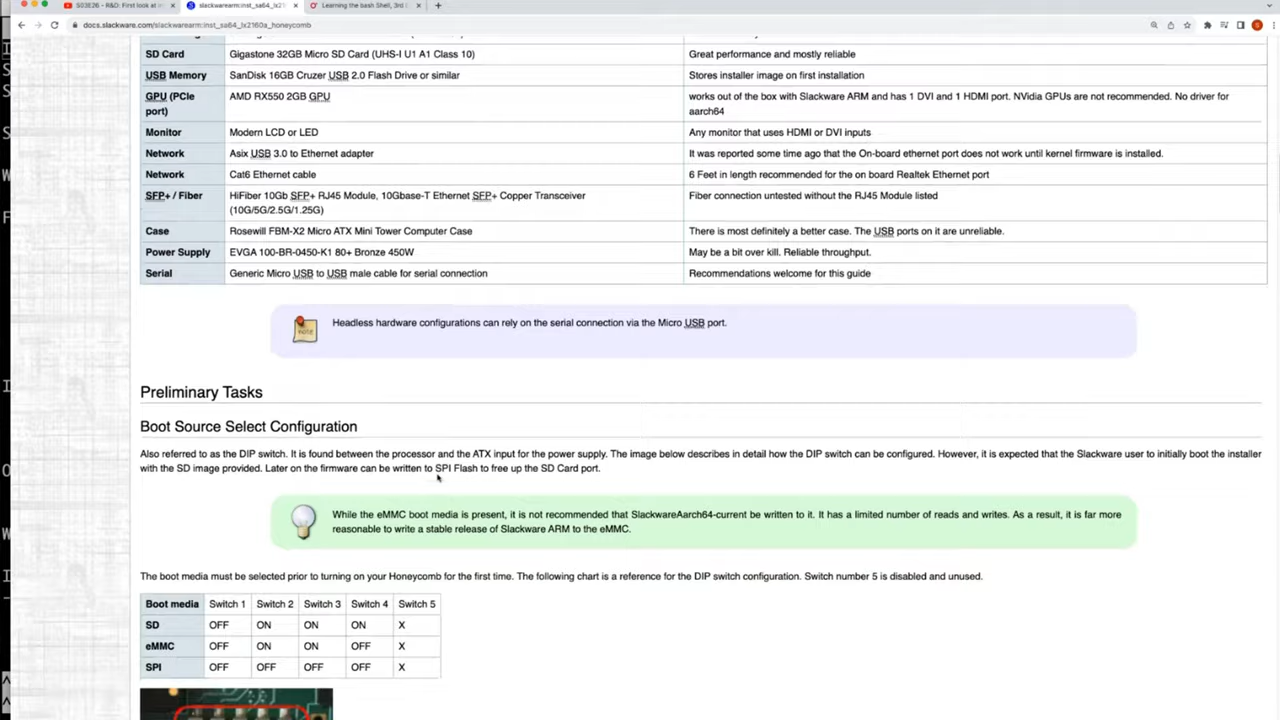 S03E26 - R&D: First look at
slackwarearm:inst_sa64_lx2160a
Learning the bash Shell, 3rd
docs.slackware.com/slackwarearm:inst_sa64_lx2160a_honeycomb
SD Card Gigastone 32GB Micro SD Card (UHS-I U1 A1 Class 10) Great performance and mostly reliable
USB Memory SanDisk 16GB Cruzer USB 2.0 Flash Drive or similar Stores installer image on first installation
GPU (PCIe port) AMD RX550 2GB GPU works out of the box with Slackware ARM and has 1 DVI and 1 HDMI port. NVidia GPUs are not recommended. No driver for
aarch64
Monitor Modern LCD or LED Any monitor that uses HDMI or DVI inputs
Network Asix USB 3.0 to Ethernet adapter It was reported some time ago that the On-board ethernet port does not work until kernel firmware is installed.
Network Cat6 Ethernet cable 6 Feet in length recommended for the on board Realtek Ethernet port
SFP+ / Fiber HiFiber 10Gb SFP+ RJ45 Module, 10Gbase-T Ethernet SFP+ Copper Transceiver
(10G/5G/2.5G/1.25G) Fiber connection untested without the RJ45 Module listed
Case Rosewill FBM-X2 Micro ATX Mini Tower Computer Case There is most definitely a better case. The USB ports on it are unreliable.
Power Supply EVGA 100-BR-0450-K1 80+ Bronze 450W May be a bit over kill. Reliable throughput.
Serial Generic Micro USB to USB male cable for serial connection Recommendations welcome for this guide
Headless hardware configurations can rely on the serial connection via the Micro USB port.
Preliminary Tasks
Boot Source Select Configuration
Also referred to as the DIP switch. It is found between the processor and the ATX input for the power supply. The image below describes in detail how the DIP switch can be configured. However, it is expected that the Slackware user to initially boot the installer
with the SD image provided. Later on the firmware can be written to SPI Flash to free up the SD Card port.
While the eMMC boot media is present, it is not recommended that SlackwareAarch64-current be written to it. It has a limited number of reads and writes. As a result, it is far more
reasonable to write a stable release of Slackware ARM to the eMMC.
The boot media must be selected prior to turning on your Honeycomb for the first time. The following chart is a reference for the DIP switch configuration. Switch number 5 is disabled and unused.
Boot media Switch 1 Switch 2 Switch 3 Switch 4 Switch 5
SD OFF ON ON ON X
eMMC OFF ON ON OFF X
SPI OFF OFF OFF OFF X